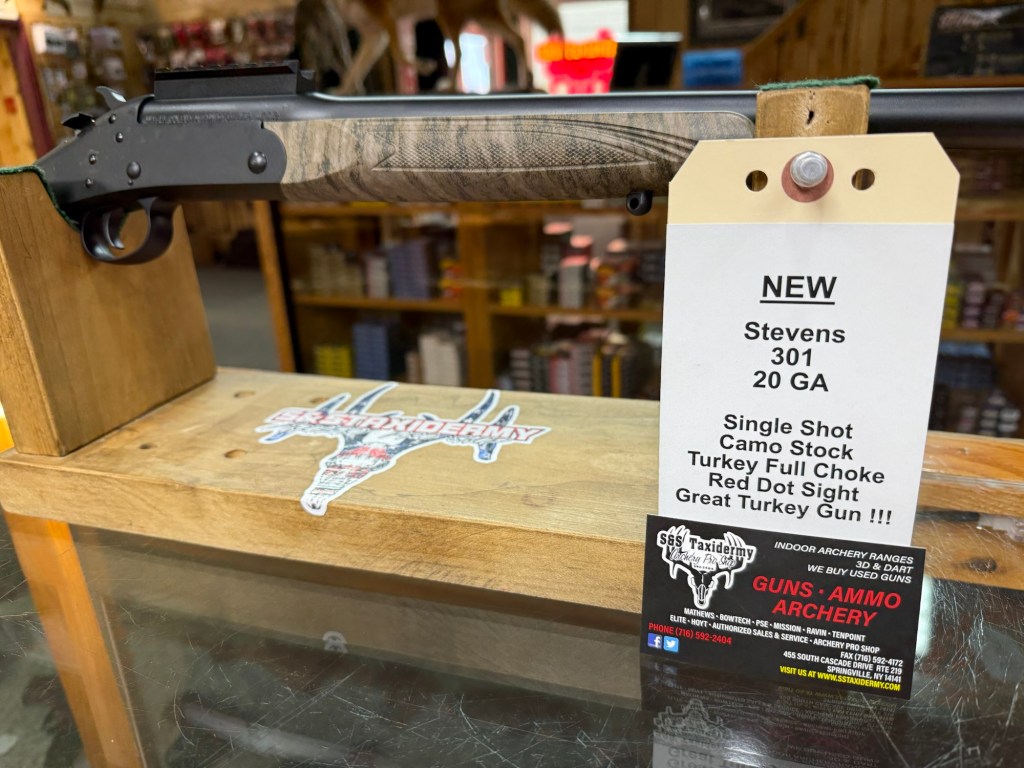 NEW
Stevens
301
20 GA
Single Shot
Camo Stock
Turkey Full Choke
Red Dot Sight
Great Turkey Gun !!!
S&S TAXIDERMY
S&S Taxidermy
INDOOR ARCHERY RANGES
3D & DART
WE BUY USED GUNS
GUNS • AMMO
ARCHERY
MATHEWS • BOWTECH • PSE • MISSION • RAVIN • TENPOINT
ELITE • HOYT • AUTHORIZED SALES & SERVICE • ARCHERY PRO SHOP
PHONE (716) 592-2404
FAX (716) 592-4172
455 SOUTH CASCADE DRIVE RTE 219
SPRINGVILLE, NY 14141
VISIT US AT WWW.SSTAXIDERMY.COM